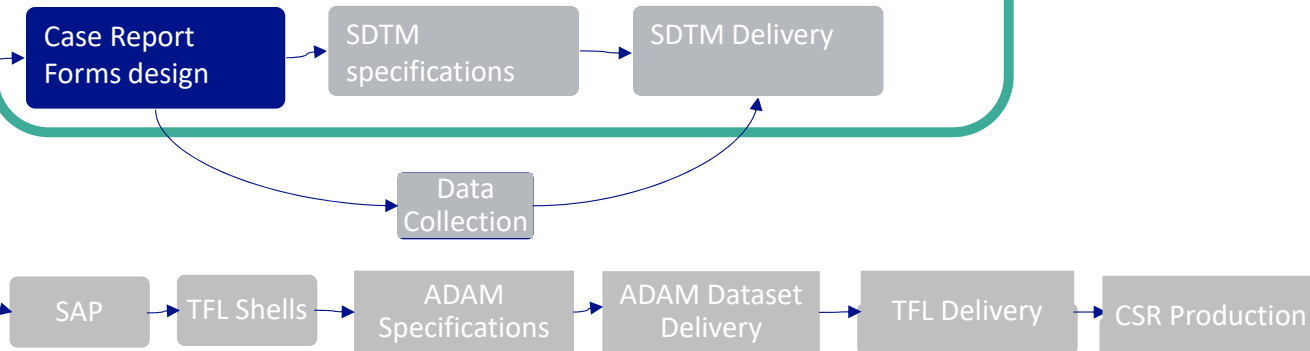 Case Report
Forms design
SDTM
specifications
SDTM Delivery
Data
Collection
SAP
TFL Shells
ADAM
Specifications
ADAM Dataset
Delivery
TFL Delivery
CSR Production